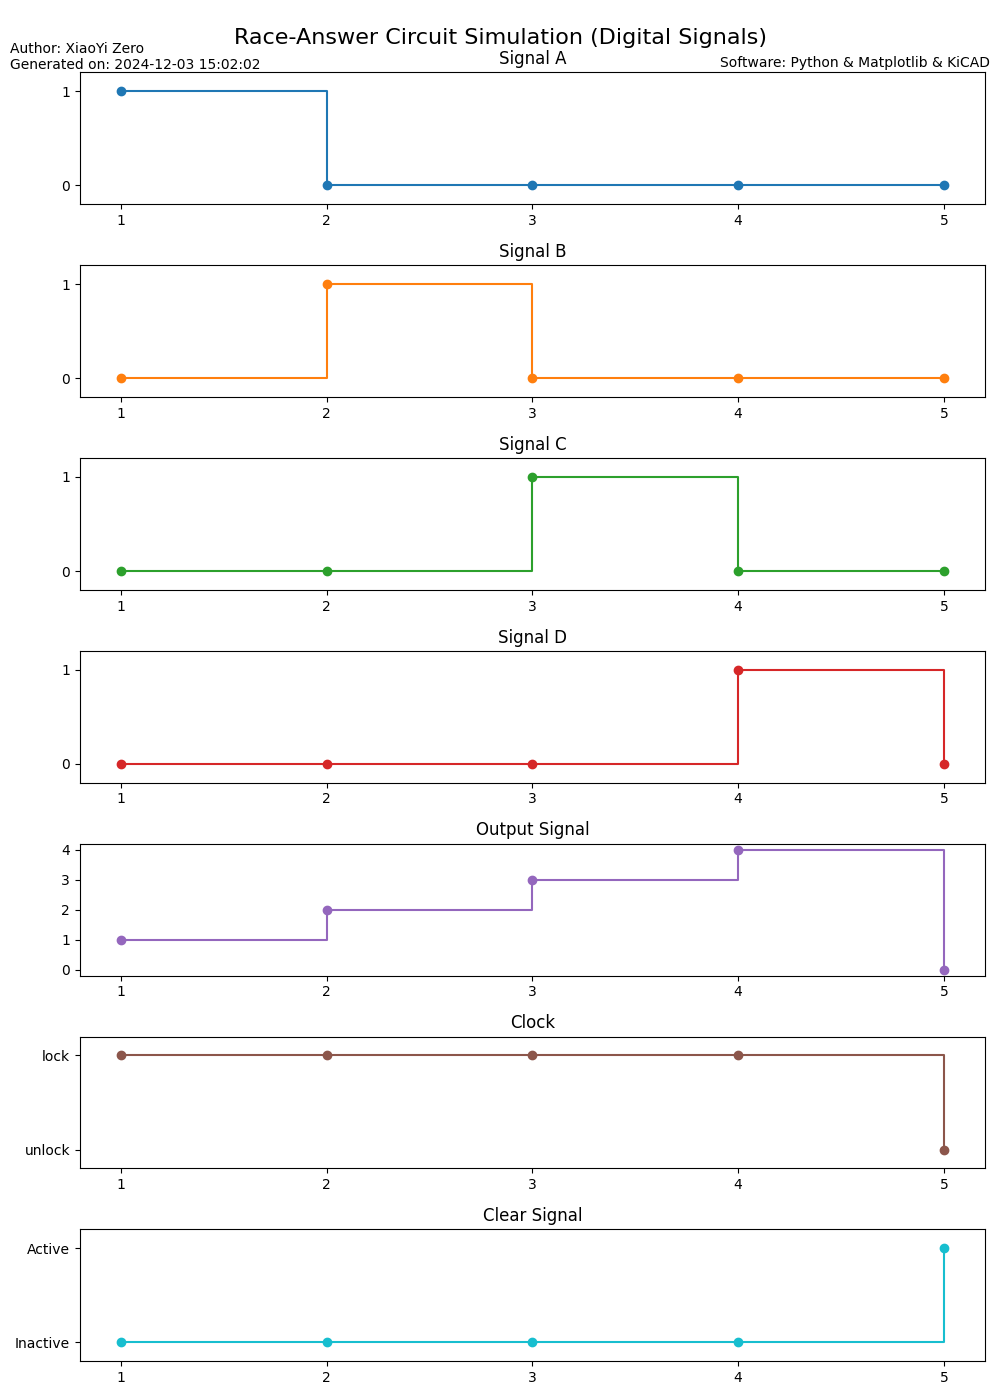 Race-Answer Circuit Simulation (Digital Signals)
Author: XiaoYi Zero
Generated on: 2024-12-03 15:02:02
Software: Python & Matplotlib & KiCAD
Signal A
1
0
1 2 3 4 5
Signal B
1
0
1 2 3 4 5
Signal C
1
0
1 2 3 4 5
Signal D
1
0
1 2 3 4 5
Output Signal
4
3
2
1
0
1 2 3 4 5
Clock
lock
unlock
1 2 3 4 5
Clear Signal
Active
Inactive
1 2 3 4 5